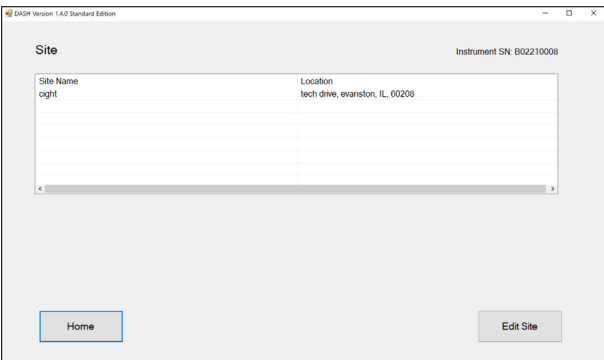 DASH Version 1.4.0 Standard Edition
Site
Instrument SN: B02210008
Site Name Location
cight tech drive, evanston, IL, 60208
Home Edit Site